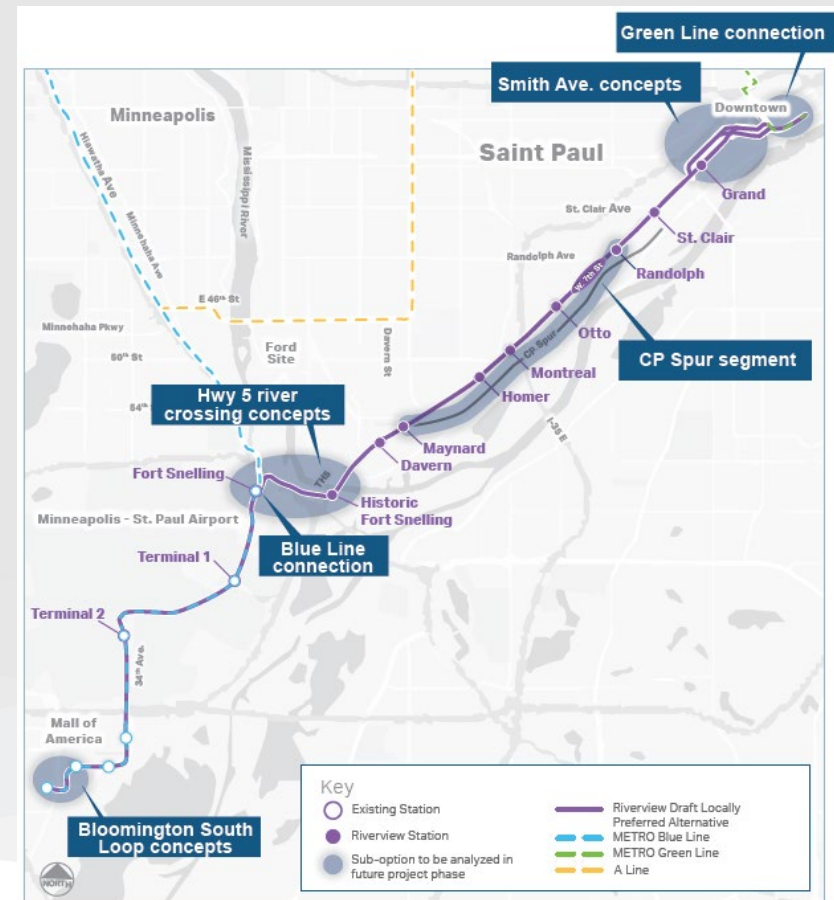 Green Line connection
Smith Ave. concepts
Downtown
Minneapolis
Saint Paul
Hiawatha Ave
Mississippi River
Minnehaha Ave
Grand
St. Clair Ave
St. Clair
Randolph Ave
Randolph
W. 7th St
E 46th St
Otto
Minnehaha Pkwy
Ford
Site
Davern St
CP Spur
CP Spur segment
50th St
Montreal
Homer
Hwy 5 river
crossing concepts
54th
I-35 E
Maynard
Davern
Fort Snelling
TH5
Historic
Fort Snelling
Minneapolis - St. Paul Airport
Blue Line
connection
Terminal 1
Terminal 2
34th Ave.
Mall of
America
Bloomington South
Loop concepts
Key
Existing Station
Riverview Station
Sub-option to be analyzed in
future project phase
Riverview Draft Locally
Preferred Alternative
METRO Blue Line
METRO Green Line
A Line
NORTH